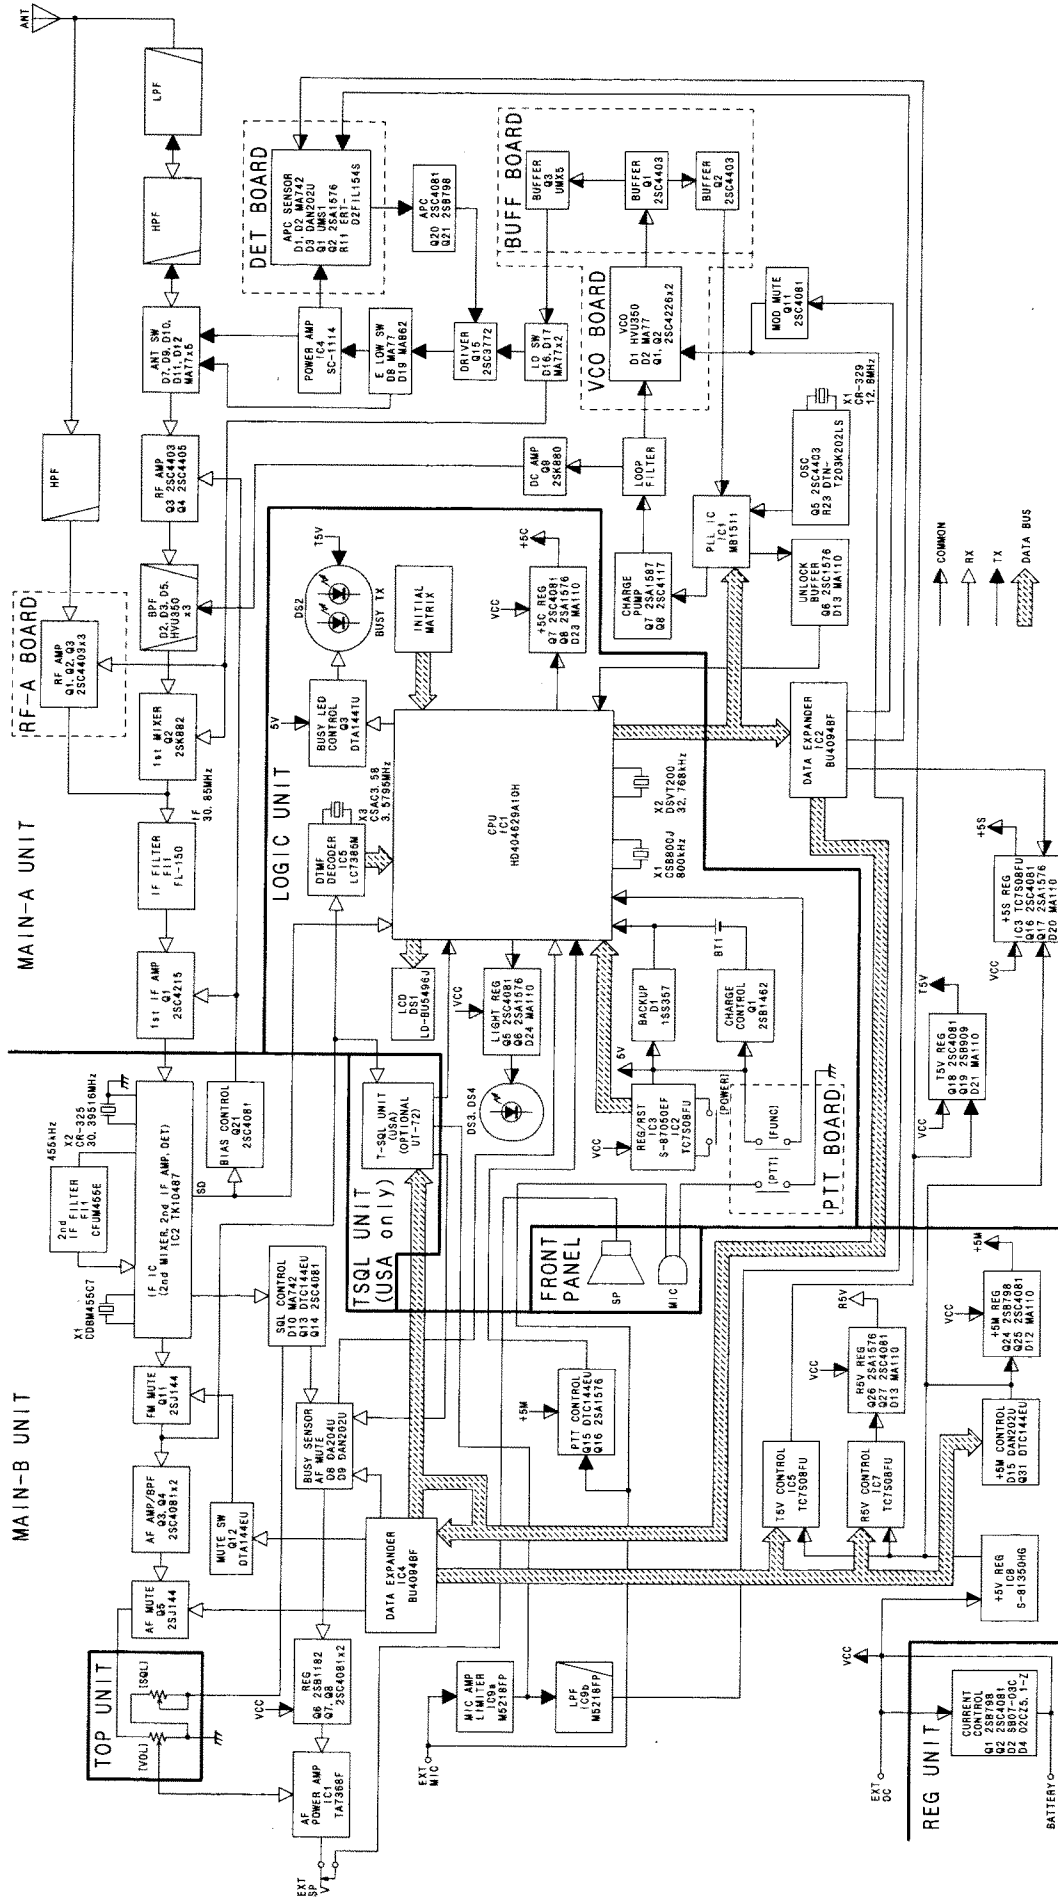 MAIN-B UNIT
MAIN-A UNIT
TOP UNIT
[VOL]
[SQL]
AF MUTE
Q5
2SJ144
AF AMP/BPF
Q3, Q4
2SC4081x2
FM MUTE
Q11
2SJ144
MUTE SW
Q12
DTA144EU
X1
CDBM455C7
2nd
IF FILTER
FI1
CFUM455E
455kHz
X2
CR-325
30.39516MHz
IF IC
(2nd MIXER, 2nd IF AMP, DET)
IC2 TK10487
SD
BIAS CONTROL
Q21
2SC4081
1st IF AMP
Q1
2SC4215
IF FILTER
FI1
FL-150
IF
30.85MHz
1st MIXER
Q2
2SK882
RF-A BOARD
RF AMP
Q1, Q2, Q3
2SC4403x3
BPF
D2, D3, D5,
HVU350
x3
RF AMP
Q3 2SC4403
Q4 2SC4405
HPF
ANT SW
D7, D9, D10,
D11, D12
MA77x5
HPF
LPF
ANT
DET BOARD
APC SENSOR
D1, D2 MA742
D3 DAN202U
Q1 UMS1
Q2 2SA1576
R11 ERT-
D2FIL154S
APC
Q20 2SC4081
Q21 2SB798
POWER AMP
IC4
SC-1114
E LOW SW
D8 MA77
D19 MA862
DRIVER
Q15
2SC3772
LO SW
D16, D17
MA77x2
BUFF BOARD
BUFFER
Q3
UMX5
BUFFER
Q1
2SC4403
BUFFER
Q2
2SC4403
VCO BOARD
VCO
D1 HVU350
D2 MA77
Q1, Q2
2SC4226x2
MOD MUTE
Q11
2SC4081
DC AMP
Q9
2SK880
LOOP
FILTER
CHARGE
PUMP
Q7 2SA1587
Q8 2SC4117
PLL IC
IC1
MB1511
OSC
Q5 2SC4403
R23 DTN-
T203K202LS
X1
CR-329
12.8MHz
UNLOCK
BUFFER
Q6 2SC1576
D13 MA110
COMMON
RX
TX
DATA BUS
LOGIC UNIT
DTMF
DECODER
IC5
LC7385M
X3
CSAC3.58
3.5795MHz
5V
BUSY LED
CONTROL
Q3
DTA144TU
DS2
T5V
BUSY TX
INITIAL
MATRIX
VCC
+5C
+5C REG
Q7 2SC4081
Q8 2SA1576
D23 MA110
CPU
IC1
HD404629A10H
X1
CSB800J
800kHz
X2
DSVT200
32.768kHz
LCD
DS1
LD-BU5496J
VCC
LIGHT REG
Q5 2SC4081
Q6 2SA1576
D24 MA110
DS3, DS4
VCC
REG/RST
IC3
S-87050EF
IC2
TC7S08FU
5V
BACKUP
D1
1SS357
BT1
CHARGE
CONTROL
Q1
2SB1462
[POWER]
[FUNC]
[PTT]
PTT BOARD
DATA EXPANDER
IC2
BU4094BF
+5S
+5S REG
IC3 TC7S08FU
Q16 2SC4081
Q17 2SA1576
D20 MA110
VCC
T5V
T5V REG
Q18 2SC4081
Q19 2SB909
D21 MA110
VCC
TSQL UNIT
(USA only)
T-SQL UNIT
(USA)
(OPTIONAL
UT-72)
SQL CONTROL
D10 MA742
Q13 DTC144EU
Q14 2SC4081
BUSY SENSOR
AF MUTE
D8 DA204U
D9 DAN202U
FRONT
PANEL
SP
MIC
+5M
PTT CONTROL
Q15 DTC144EU
Q16 2SA1576
DATA EXPANDER
IC4
BU4094BF
REG
Q6 2SB1182
Q7, Q8
2SC4081x2
VCC
AF
POWER AMP
IC1
TA7368F
EXT
SP
EXT
MIC
MIC AMP
LIMITER
IC9a
M5218FP
LPF
IC9b
M5218FP
T5V CONTROL
IC5
TC7S08FU
R5V CONTROL
IC7
TC7S08FU
R5V
R5V REG
Q26 2SA1576
Q27 2SC4081
D13 MA110
VCC
+5M
+5M REG
Q24 2SB798
Q25 2SC4081
D12 MA110
VCC
+5M CONTROL
D15 DAN202U
Q31 DTC144EU
+5V REG
IC8
S-81350HG
VCC
REG UNIT
CURRENT
CONTROL
Q1 2SB798
Q2 2SC4081
D2 SB07-03C
D4 D2CZ5.1-Z
EXT
DC
BATTERY